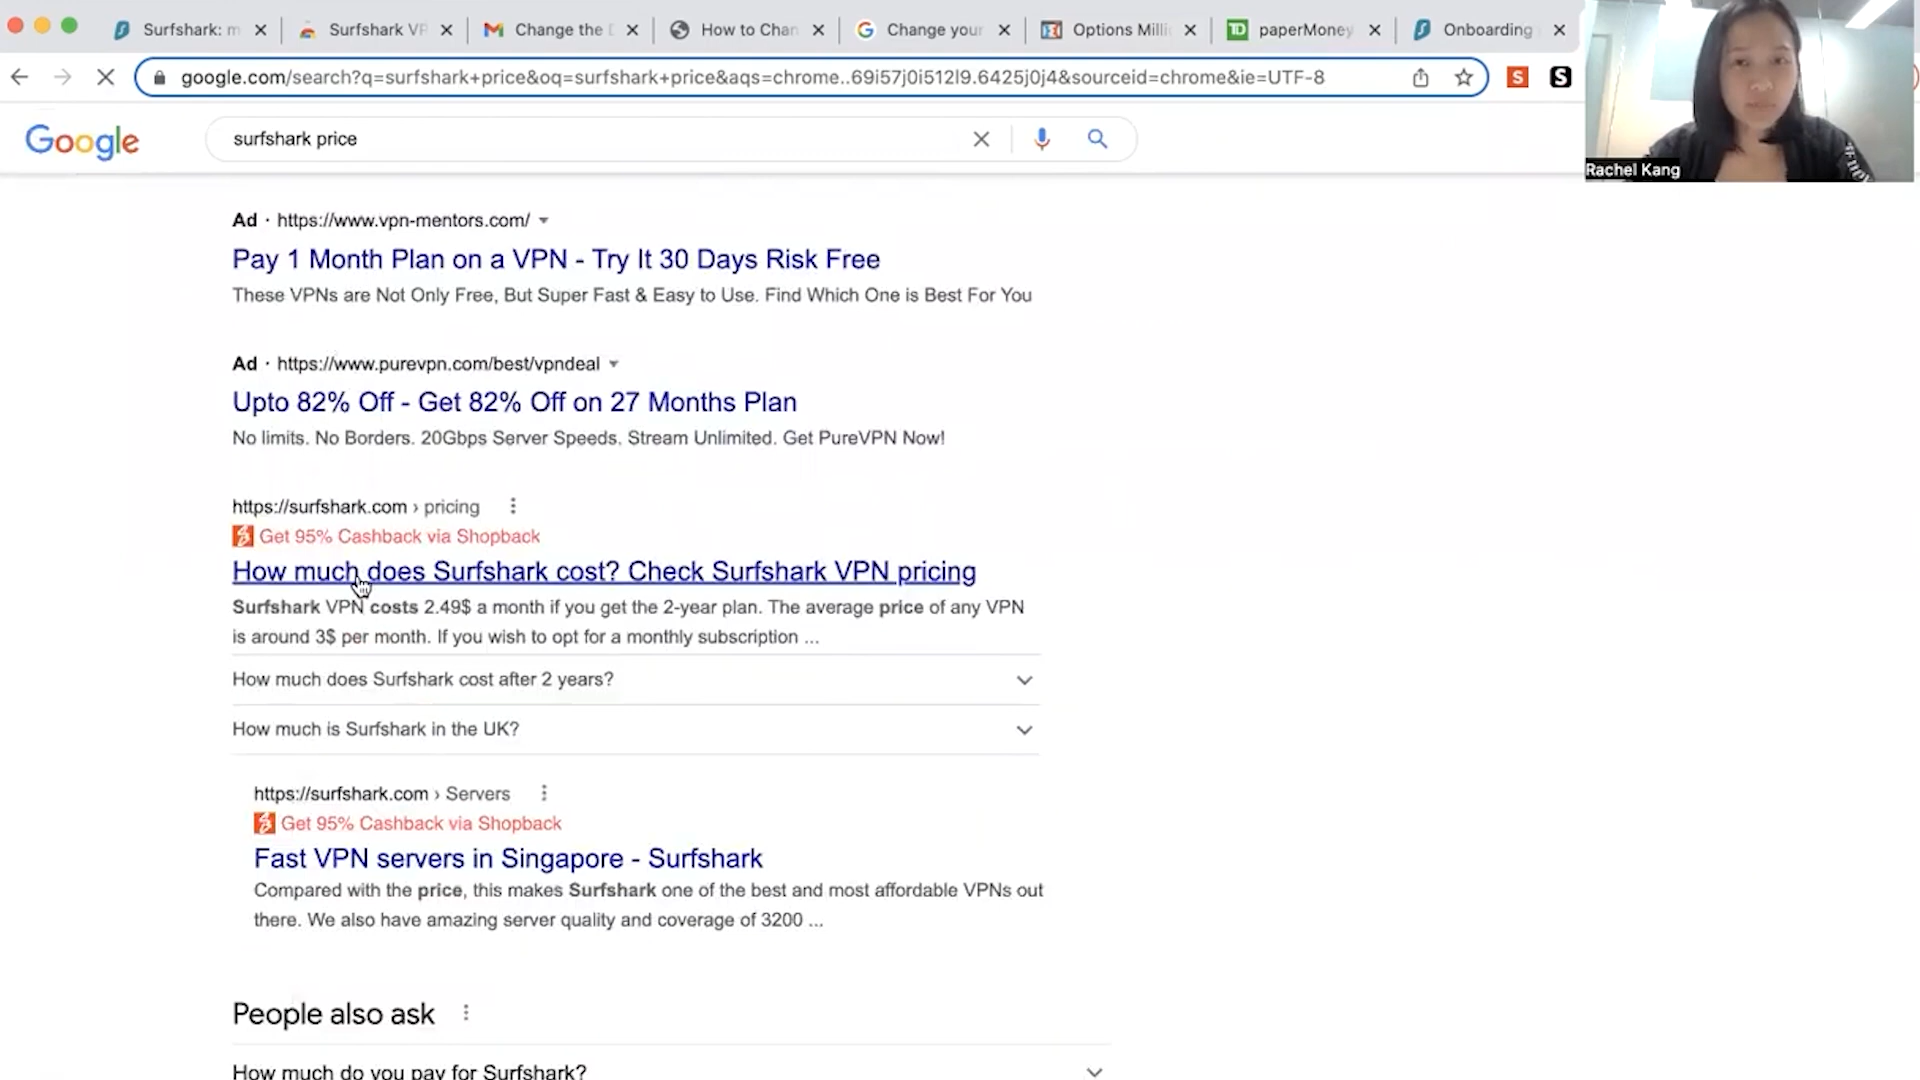 Surfshark: m
Surfshark VP
Change the
How to Chan
Change your
Options Milli
paperMoney
Onboarding
google.com/search?q=surfshark+price&oq=surfshark+price&aqs=chrome..69i57j0i512l9.6425j0j4&sourceid=chrome&ie=UTF-8
Rachel Kang
Google
surfshark price
Ad · https://www.vpn-mentors.com/
Pay 1 Month Plan on a VPN - Try It 30 Days Risk Free
These VPNs are Not Only Free, But Super Fast & Easy to Use. Find Which One is Best For You
Ad · https://www.purevpn.com/best/vpndeal
Upto 82% Off - Get 82% Off on 27 Months Plan
No limits. No Borders. 20Gbps Server Speeds. Stream Unlimited. Get PureVPN Now!
https://surfshark.com › pricing
Get 95% Cashback via Shopback
How much does Surfshark cost? Check Surfshark VPN pricing
Surfshark VPN costs 2.49$ a month if you get the 2-year plan. The average price of any VPN
is around 3$ per month. If you wish to opt for a monthly subscription ...
How much does Surfshark cost after 2 years?
How much is Surfshark in the UK?
https://surfshark.com › Servers
Get 95% Cashback via Shopback
Fast VPN servers in Singapore - Surfshark
Compared with the price, this makes Surfshark one of the best and most affordable VPNs out
there. We also have amazing server quality and coverage of 3200 ...
People also ask
How much do you pay for Surfshark?